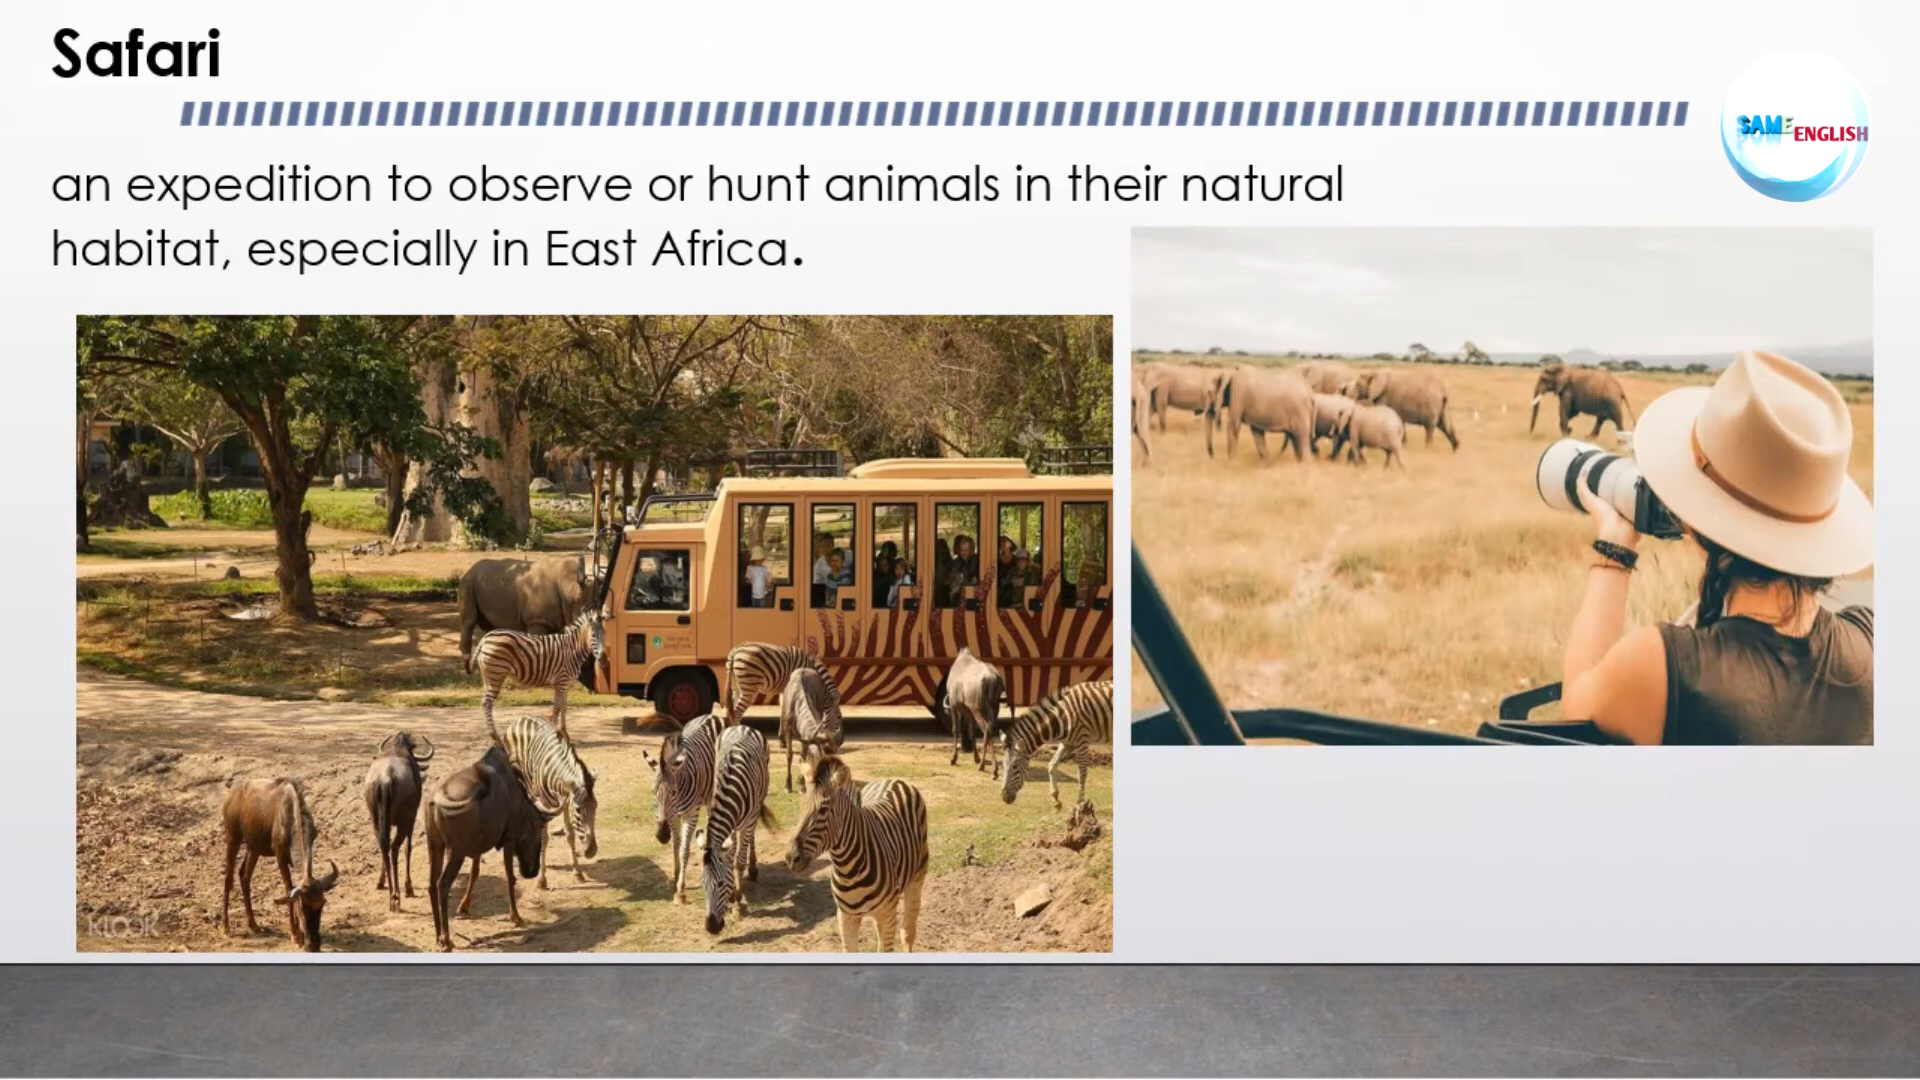 Safari
SAME ENGLISH
an expedition to observe or hunt animals in their natural
habitat, especially in East Africa.
KLOOK